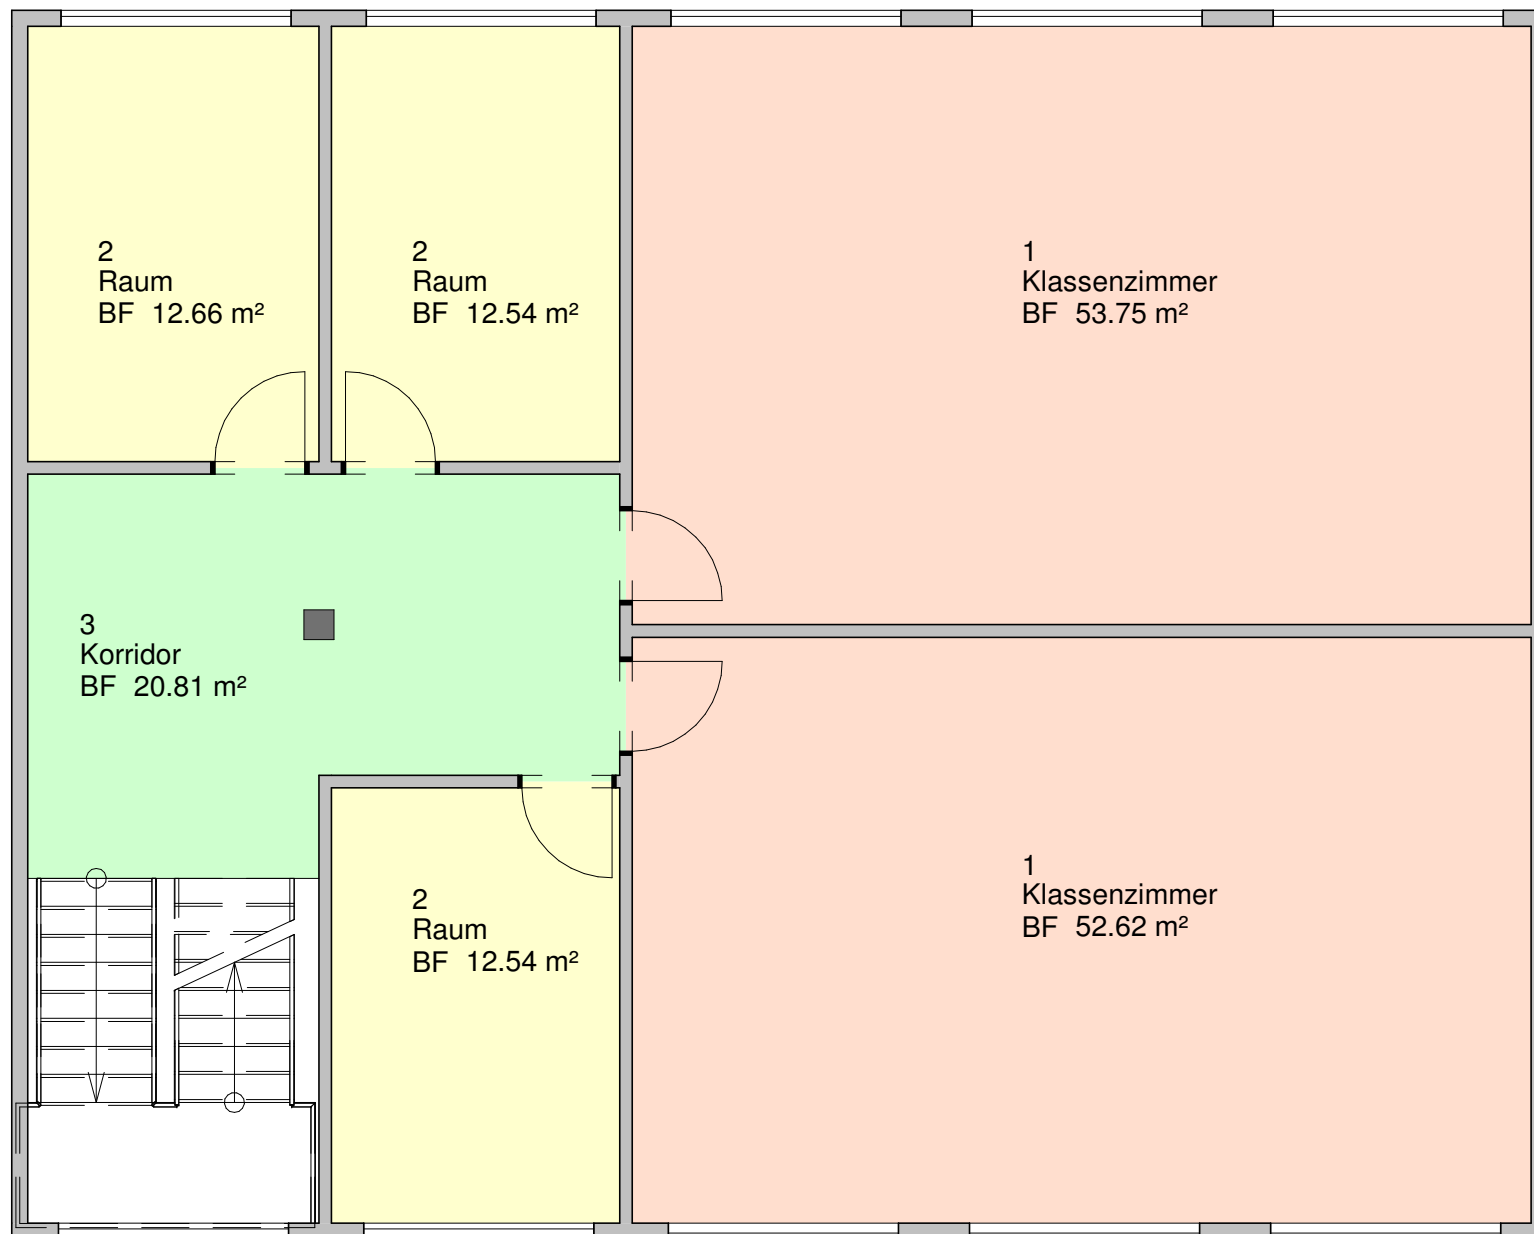 2
Raum
BF 12.66 m²
2
Raum
BF 12.54 m²
1
Klassenzimmer
BF 53.75 m²
3
Korridor
BF 20.81 m²
2
Raum
BF 12.54 m²
1
Klassenzimmer
BF 52.62 m²